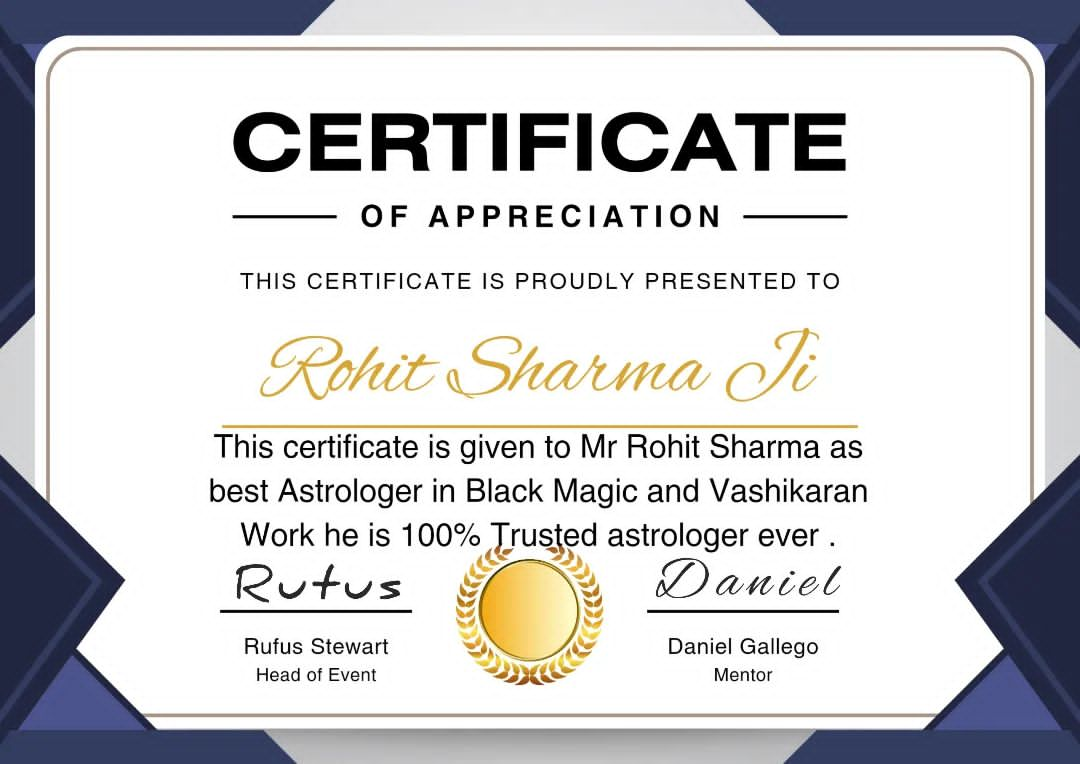 CERTIFICATE
OF APPRECIATION
THIS CERTIFICATE IS PROUDLY PRESENTED TO
Rohit Sharma Ji
This certificate is given to Mr Rohit Sharma as
best Astrologer in Black Magic and Vashikaran
Work he is 100% Trusted astrologer ever .
Rufus
Daniel
Rufus Stewart
Daniel Gallego
Head of Event
Mentor